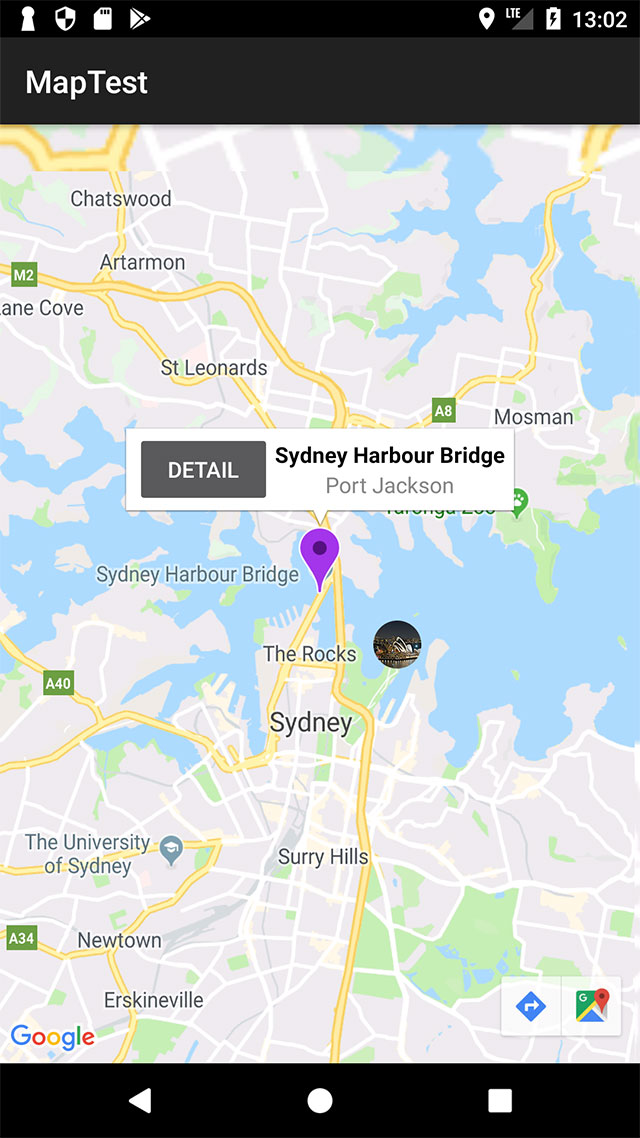 LTE 13:02
MapTest
Chatswood
Artarmon
M2
ane Cove
St Leonards
A8
Mosman
DETAIL
Sydney Harbour Bridge
Port Jackson
Taronga Zoo
Sydney Harbour Bridge
The Rocks
A40
Sydney
The University
of Sydney
Surry Hills
A34
Newtown
Erskineville
G
Google